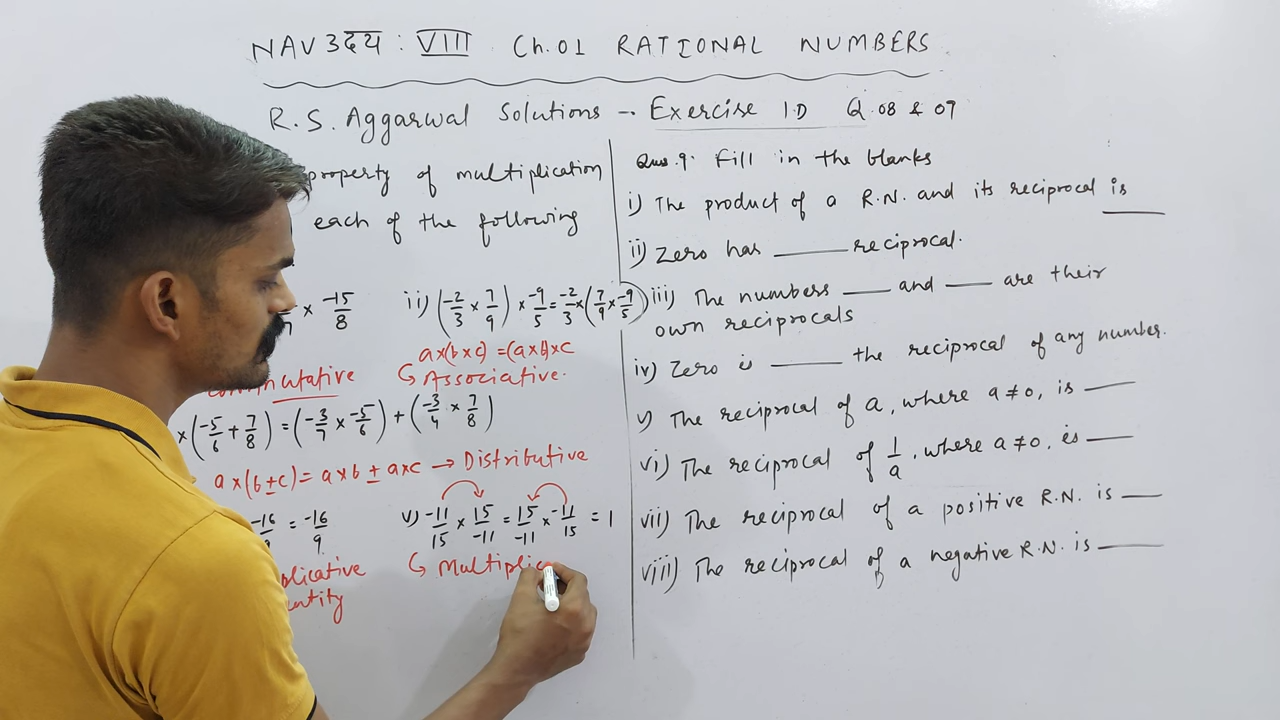 NAV उदय : VIII Ch.01 RATIONAL NUMBERS
R.S. Aggarwal Solutions - Exercise 1.D Q.08 & 09
property of multiplication
each of the following
× -15/8
ii) (-2/3 × 7/9) × -9/5 = -2/3 × (7/9 × -9/5)
a×(b×c) = (a×b)×c
Commutative
↳ Associative.
× (-5/6 + 7/8) = (-3/7 × -5/6) + (-3/4 × 7/8)
a×(b±c) = a×b ± a×c → Distributive
-16/9 = -16/9
v) -11/15 × 15/-11 = 15/-11 × -11/15 = 1
plicative
entity
↳ Multiplic
Que.9. Fill in the blanks
i) The product of a R.N. and its reciprocal is ____
ii) Zero has ____ reciprocal.
iii) The numbers ____ and ____ are their
own reciprocals
iv) Zero is ____ the reciprocal of any number.
v) The reciprocal of a, where a ≠ 0, is ____
vi) The reciprocal of 1/a, where a ≠ 0, is ____
vii) The reciprocal of a positive R.N. is ____
viii) The reciprocal of a negative R.N. is ____